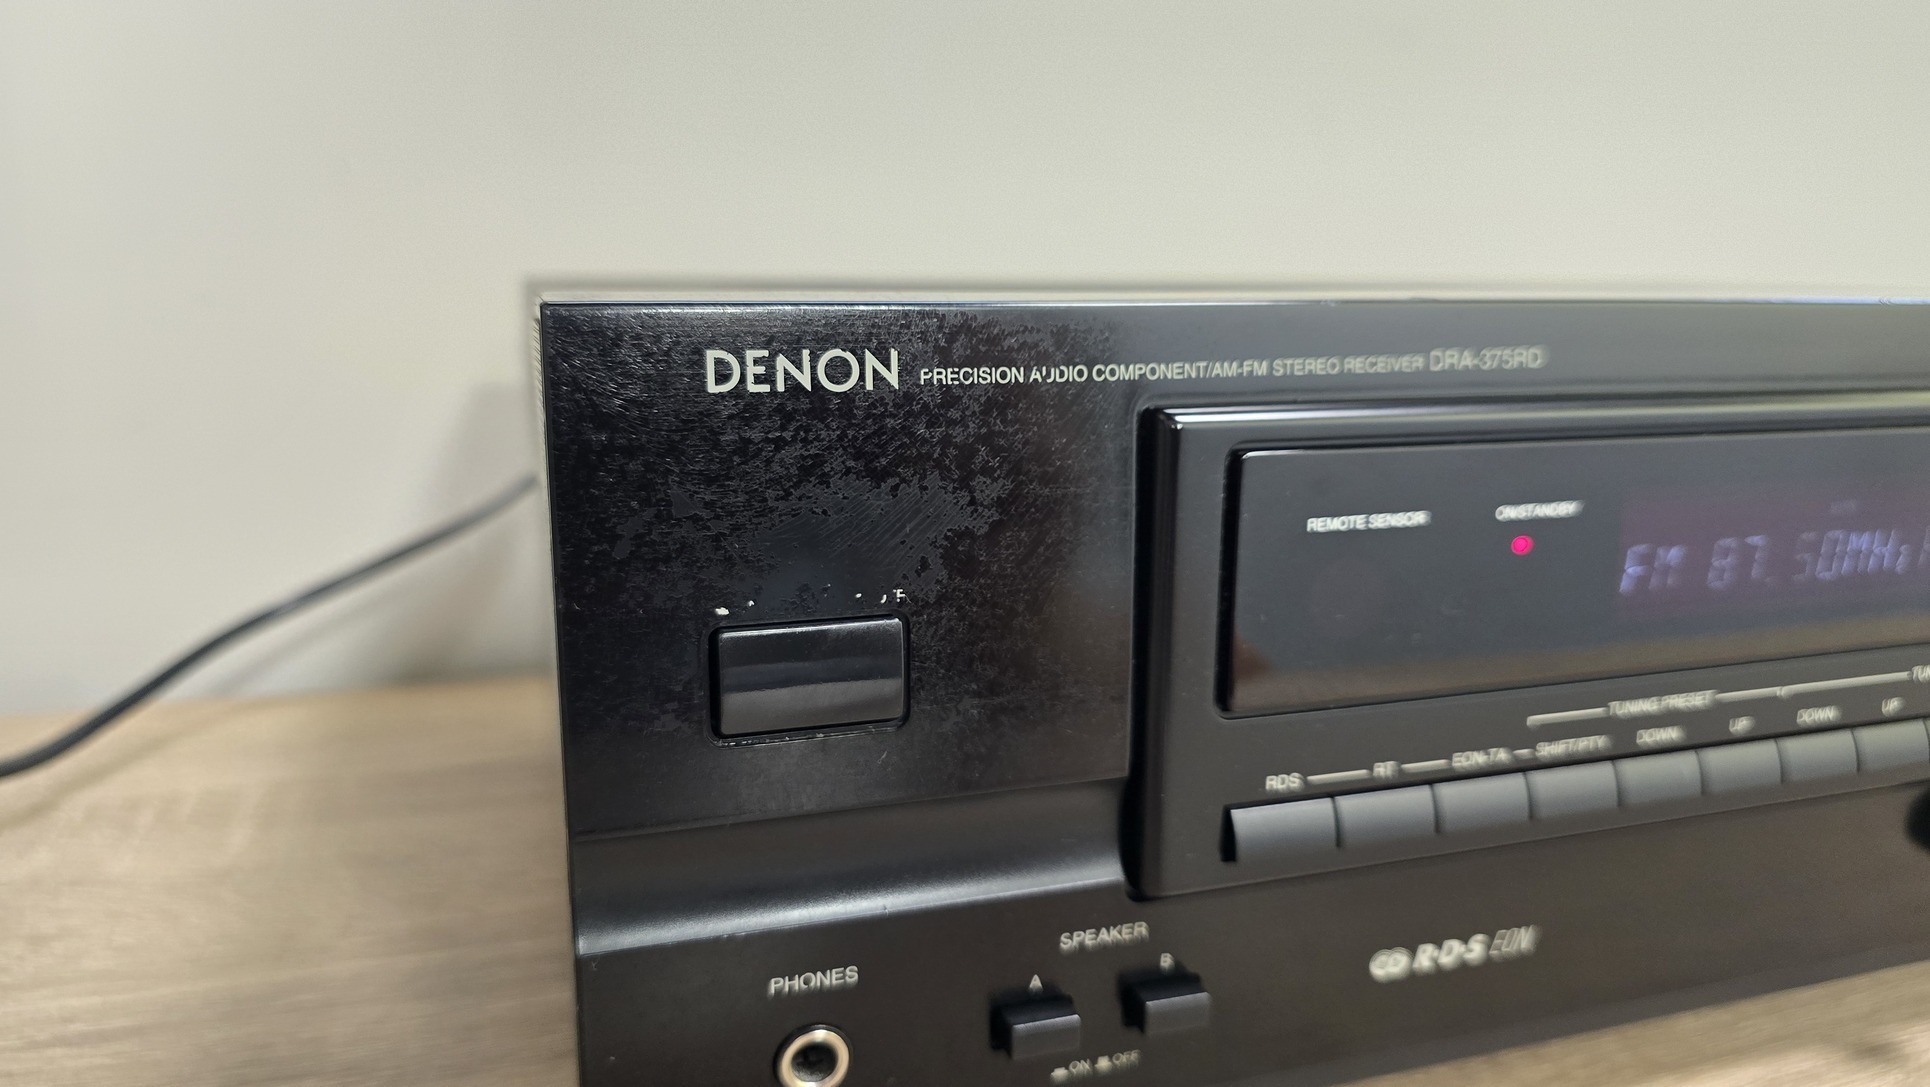 DENON PRECISION AUDIO COMPONENT/AM-FM STEREO RECEIVER DRA-375RD
REMOTE SENSOR ON/STANDBY
FM 87.50MHz
TUNING PRESET
RDS RT EON-TA SHIFT/PTY DOWN UP DOWN UP
SPEAKER
A B
ON OFF
PHONES
R·D·S EON